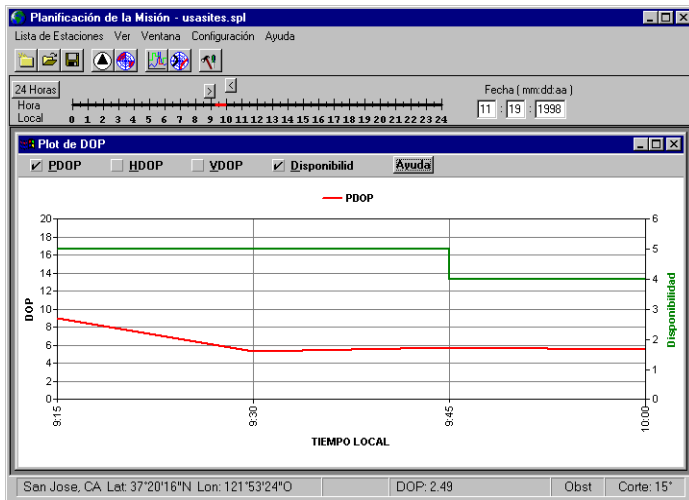 Planificación de la Misión - usasites.spl
Lista de Estaciones Ver Ventana Configuración Ayuda
24 Horas
Hora Local
0 1 2 3 4 5 6 7 8 9 10 11 12 13 14 15 16 17 18 19 20 21 22 23 24
> <
Fecha ( mm:dd:aa )
11 : 19 : 1998
Plot de DOP
PDOP HDOP VDOP Disponibilid Ayuda
PDOP
DOP
20
18
16
14
12
10
8
6
4
2
0
6
5
4
3
2
1
0
Disponibilidad
9:15 9:30 9:45 10:00
TIEMPO LOCAL
San Jose, CA Lat: 37°20'16"N Lon: 121°53'24"O DOP: 2.49 Obst Corte: 15°